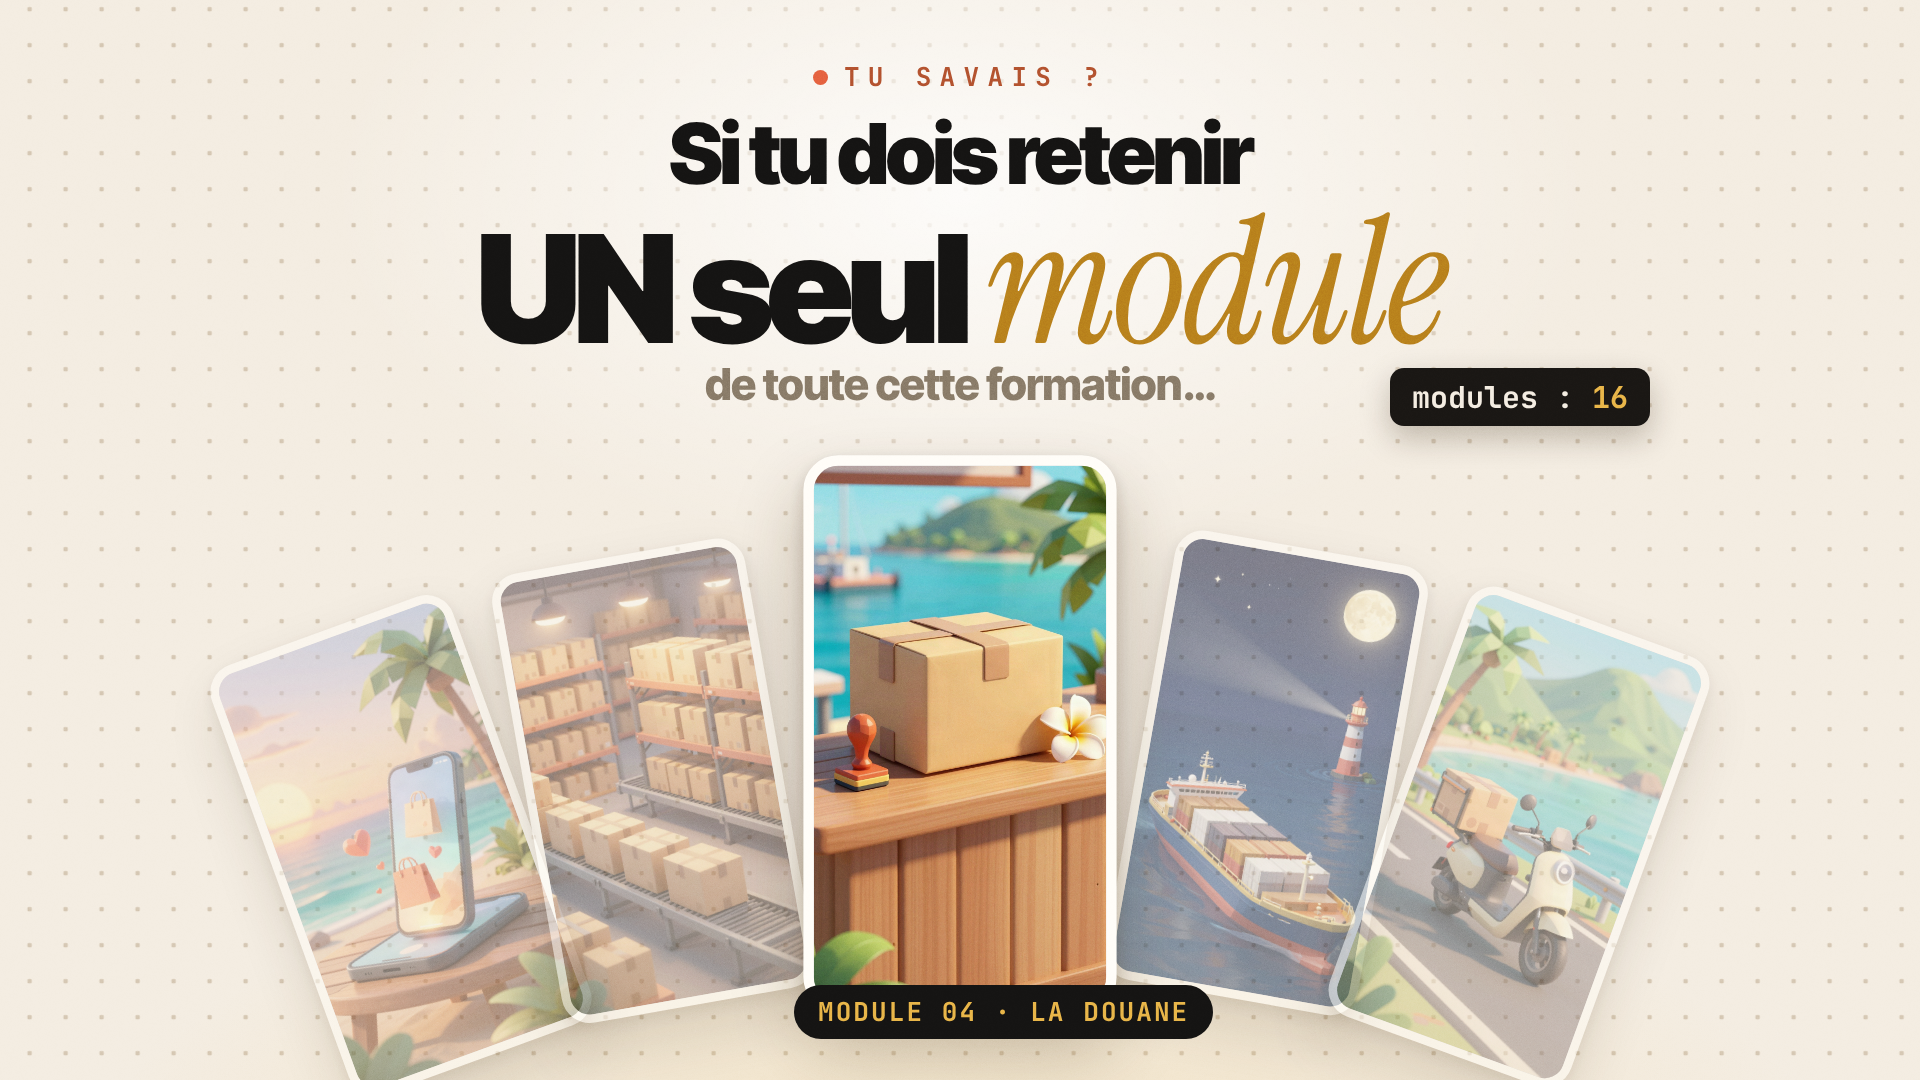 TU SAVAIS ?
Si tu dois retenir
UN seul module
de toute cette formation...
modules : 16
MODULE 04 · LA DOUANE